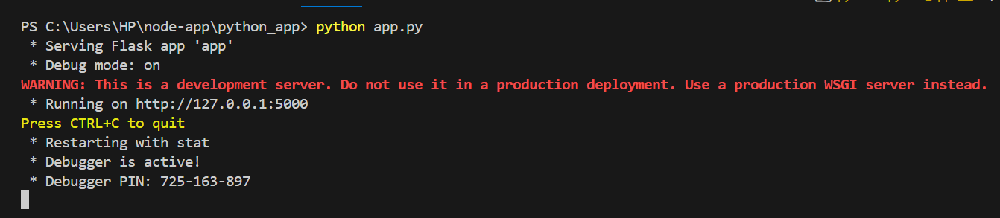 PS C:\Users\HP\node-app\python_app> python app.py
 * Serving Flask app 'app'
 * Debug mode: on
WARNING: This is a development server. Do not use it in a production deployment. Use a production WSGI server instead.
 * Running on http://127.0.0.1:5000
Press CTRL+C to quit
 * Restarting with stat
 * Debugger is active!
 * Debugger PIN: 725-163-897